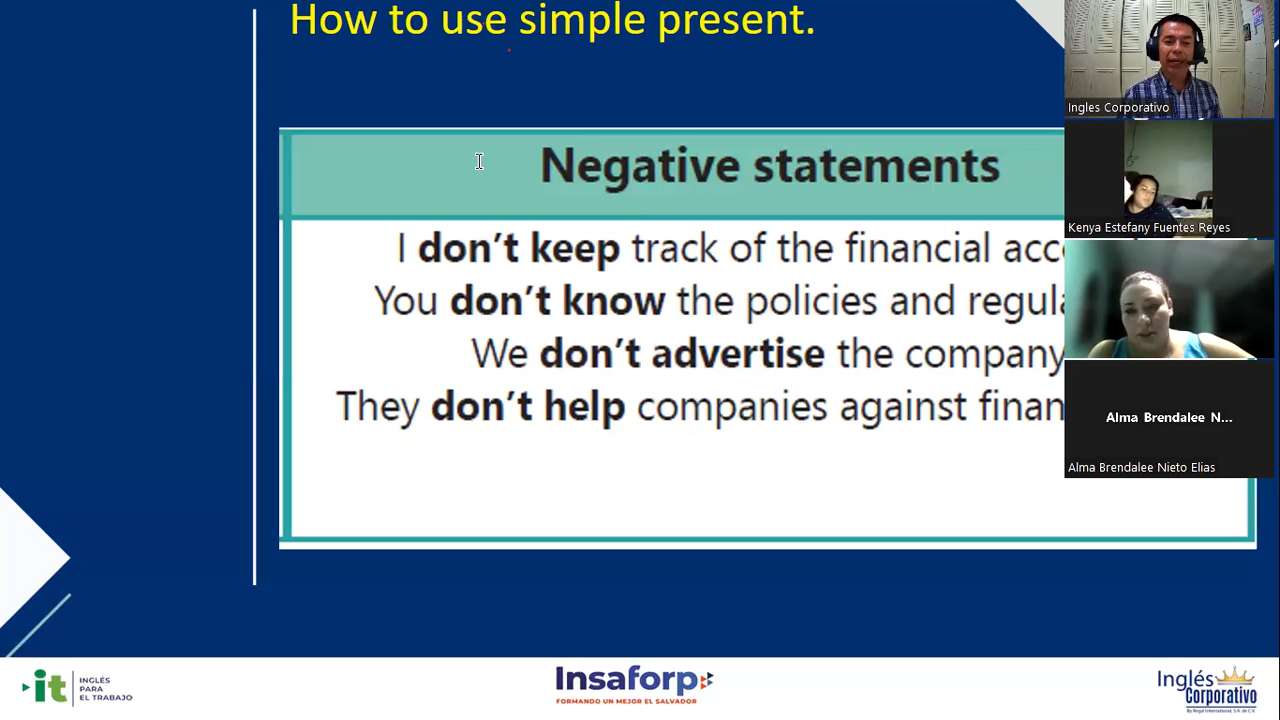 How to use simple present.
Negative statements
I don't keep track of the financial acc
You don't know the policies and regula
We don't advertise the company
They don't help companies against finan
Ingles Corporativo
Kenya Estefany Fuentes Reyes
Alma Brendalee N...
Alma Brendalee Nieto Elias
it
INGLÉS
PARA
EL TRABAJO
Insaforp
FORMANDO UN MEJOR EL SALVADOR
Inglés
Corporativo
By Regal International, S.A. de C.V.